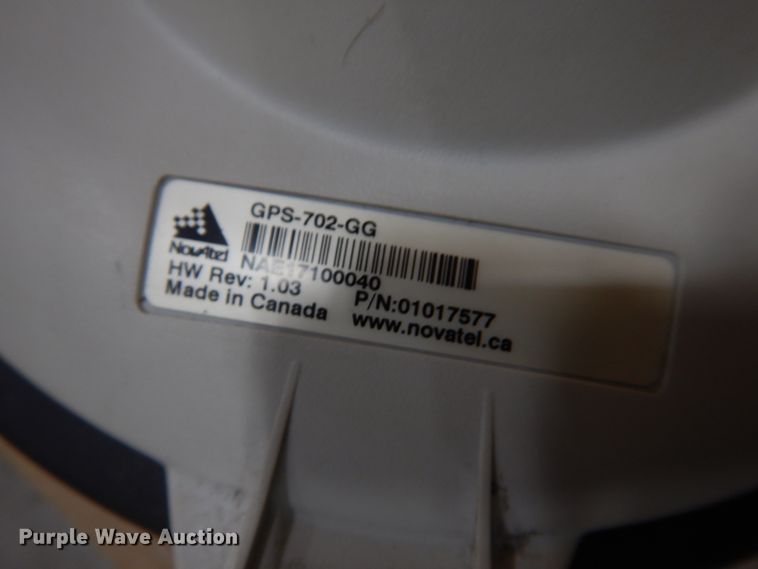 NovAtel
GPS-702-GG
NAE17100040
HW Rev: 1.03 P/N:01017577
Made in Canada www.novatel.ca
Purple Wave Auction®